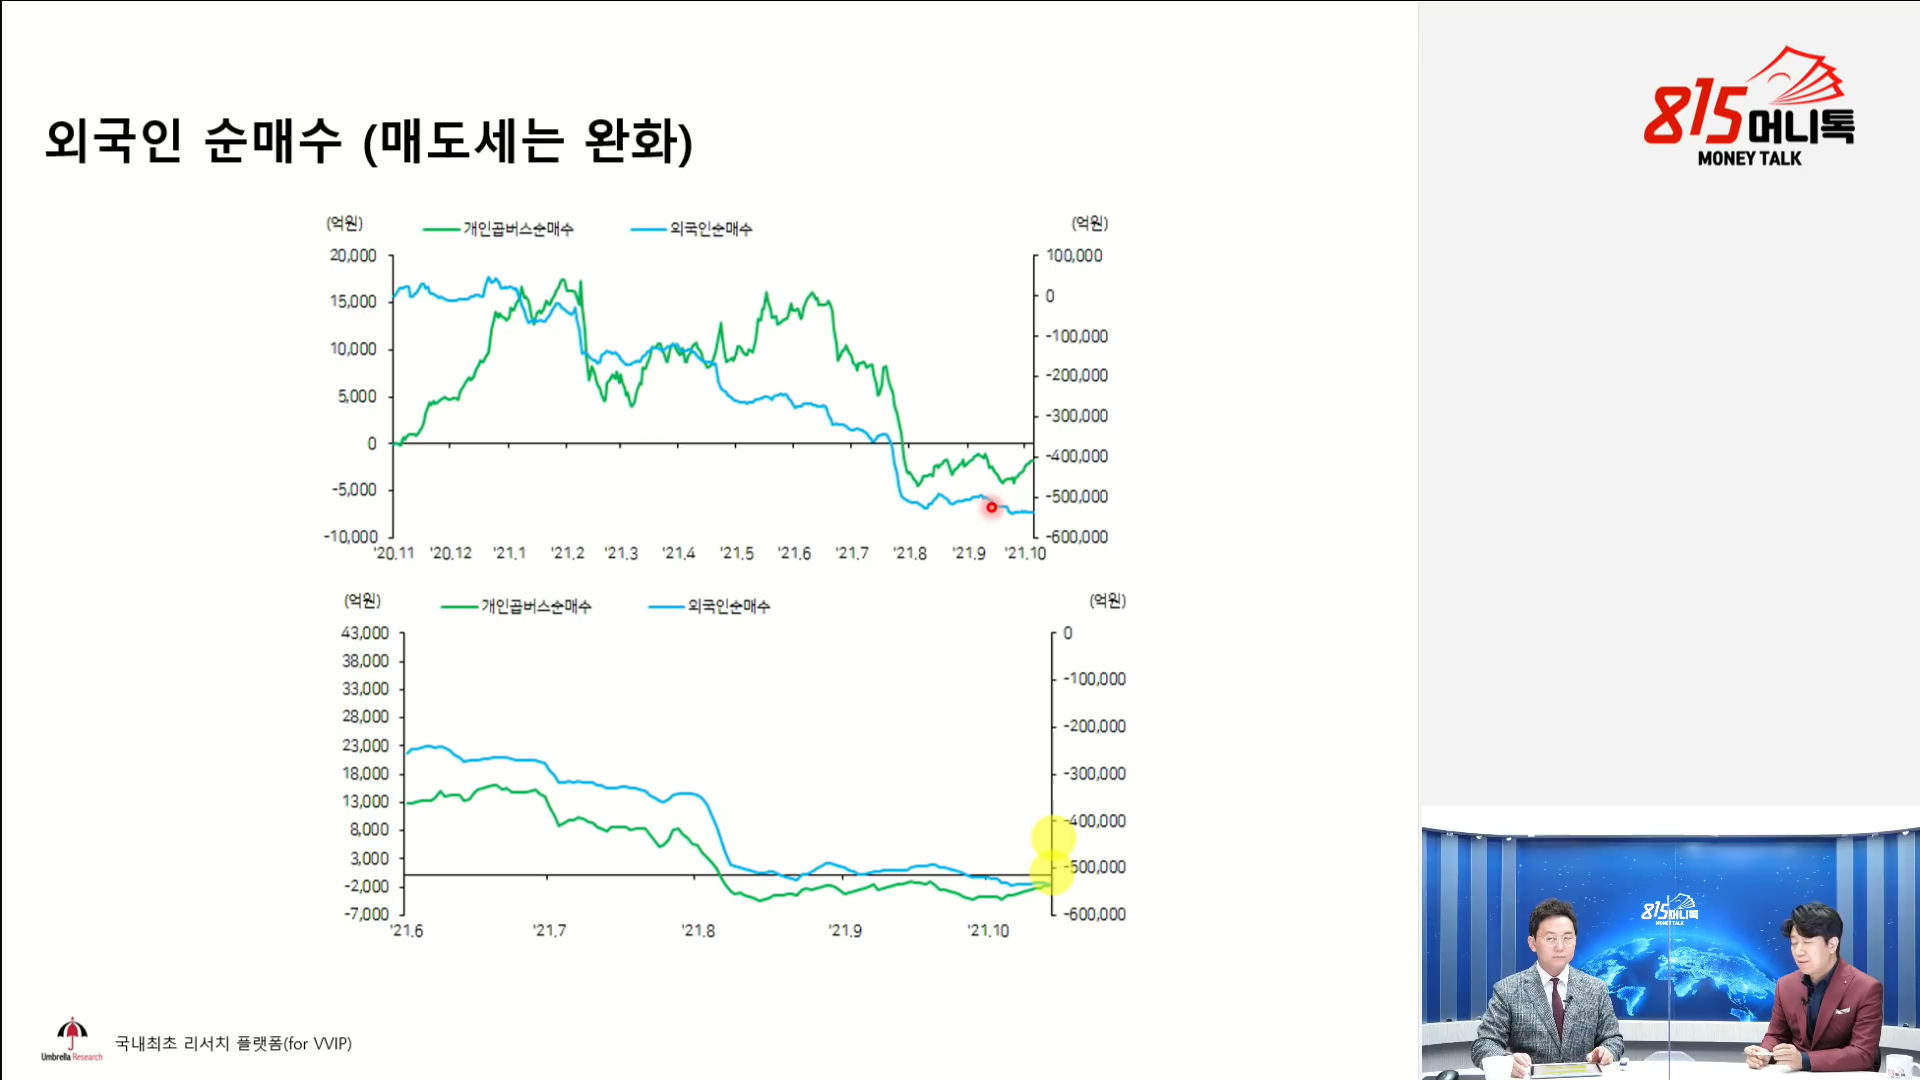 외국인 순매수 (매도세는 완화)
815머니톡
MONEY TALK
(억원) 개인곱버스순매수 외국인순매수 (억원)
20,000 100,000
15,000 0
10,000 -100,000
5,000 -200,000
0 -300,000
-5,000 -400,000
-10,000 -500,000
-600,000
'20.11 '20.12 '21.1 '21.2 '21.3 '21.4 '21.5 '21.6 '21.7 '21.8 '21.9 '21.10
(억원) 개인곱버스순매수 외국인순매수 (억원)
43,000 0
38,000 -100,000
33,000 -200,000
28,000 -300,000
23,000 -400,000
18,000 -500,000
13,000 -600,000
8,000
3,000
-2,000
-7,000
'21.6 '21.7 '21.8 '21.9 '21.10
Umbrella Research
국내최초 리서치 플랫폼(for VVIP)
815머니톡
MONEY TALK